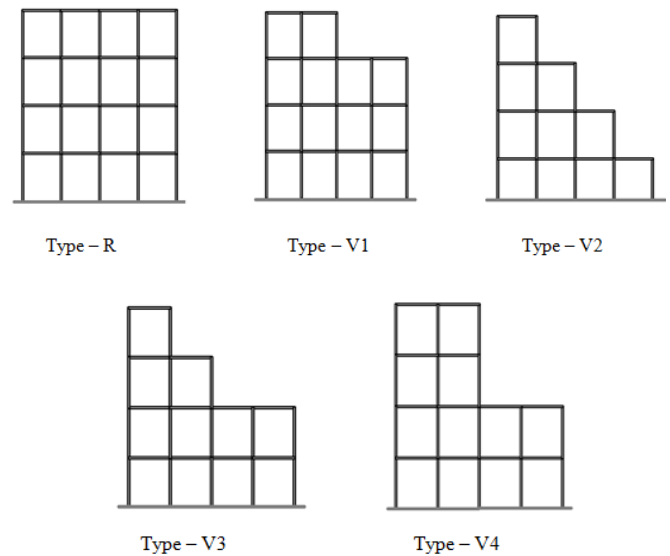 Type – R
Type – V1
Type – V2
Type – V3
Type – V4